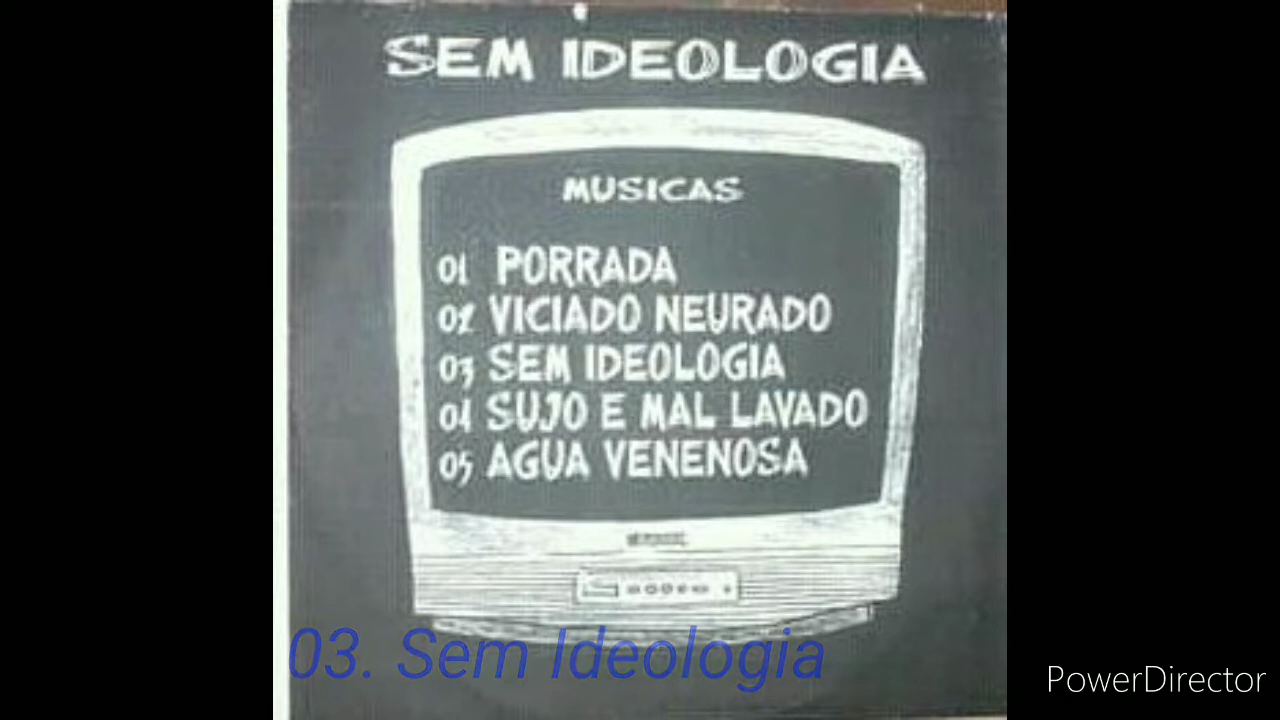 SEM IDEOLOGIA
MUSICAS
01 PORRADA
02 VICIADO NEURADO
03 SEM IDEOLOGIA
04 SUJO E MAL LAVADO
05 AGUA VENENOSA
03. Sem Ideologia
PowerDirector